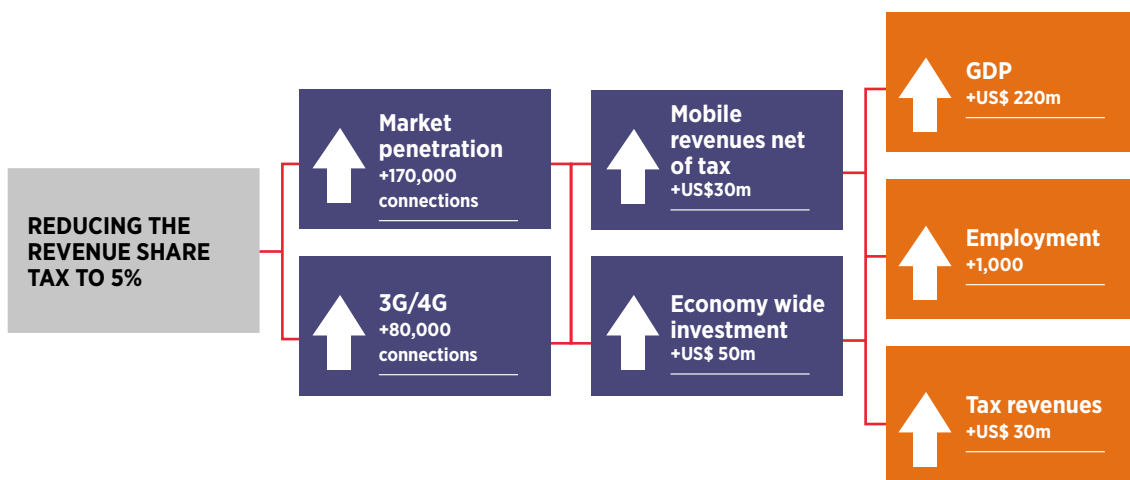 REDUCING THE
REVENUE SHARE
TAX TO 5%
Market
penetration
+170,000
connections
3G/4G
+80,000
connections
Mobile
revenues net
of tax
+US$30m
Economy wide
investment
+US$ 50m
GDP
+US$ 220m
Employment
+1,000
Tax revenues
+US$ 30m